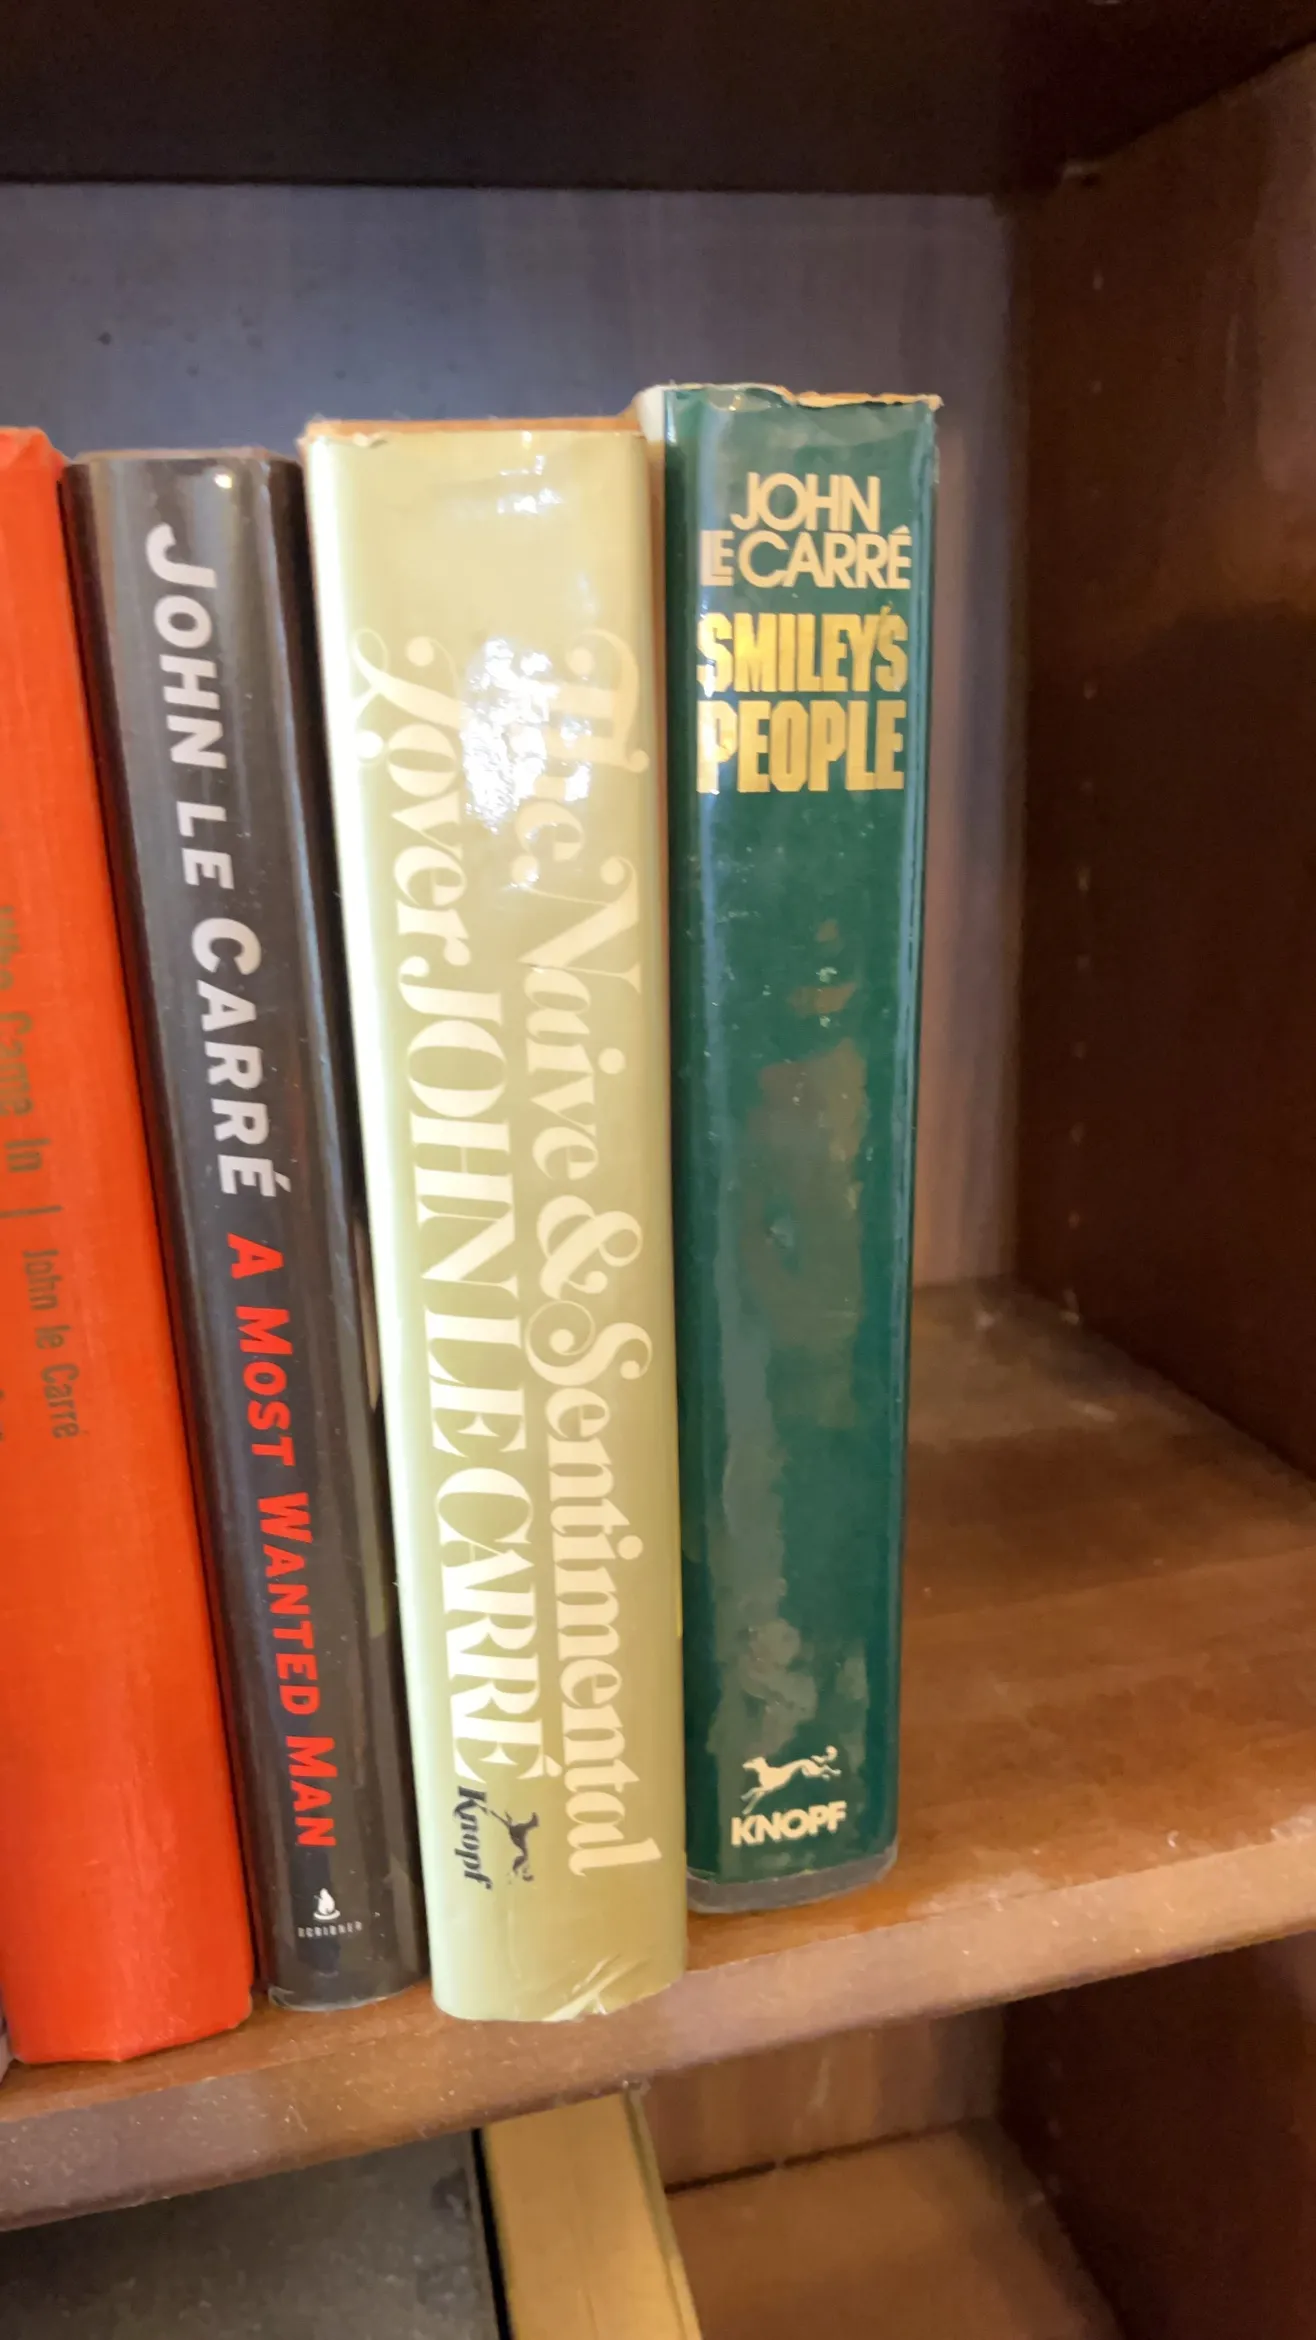 Who Came In | John le Carré
JOHN LE CARRÉ A MOST WANTED MAN
SCRIBNER
The Naive & Sentimental
Lover JOHN LE CARRÉ
Knopf
JOHN
LE CARRÉ
SMILEY'S
PEOPLE
KNOPF